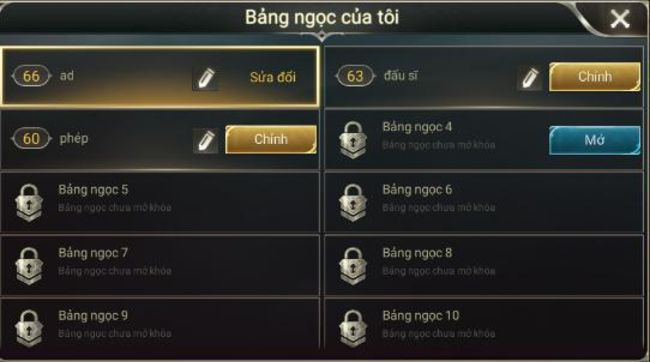 Bảng ngọc của tôi
66 ad Sửa đổi
63 đấu sĩ Chỉnh
60 phép Chỉnh
Bảng ngọc 4
Bảng ngọc chưa mở khóa
Mở
Bảng ngọc 5
Bảng ngọc chưa mở khóa
Bảng ngọc 6
Bảng ngọc chưa mở khóa
Bảng ngọc 7
Bảng ngọc chưa mở khóa
Bảng ngọc 8
Bảng ngọc chưa mở khóa
Bảng ngọc 9
Bảng ngọc chưa mở khóa
Bảng ngọc 10
Bảng ngọc chưa mở khóa